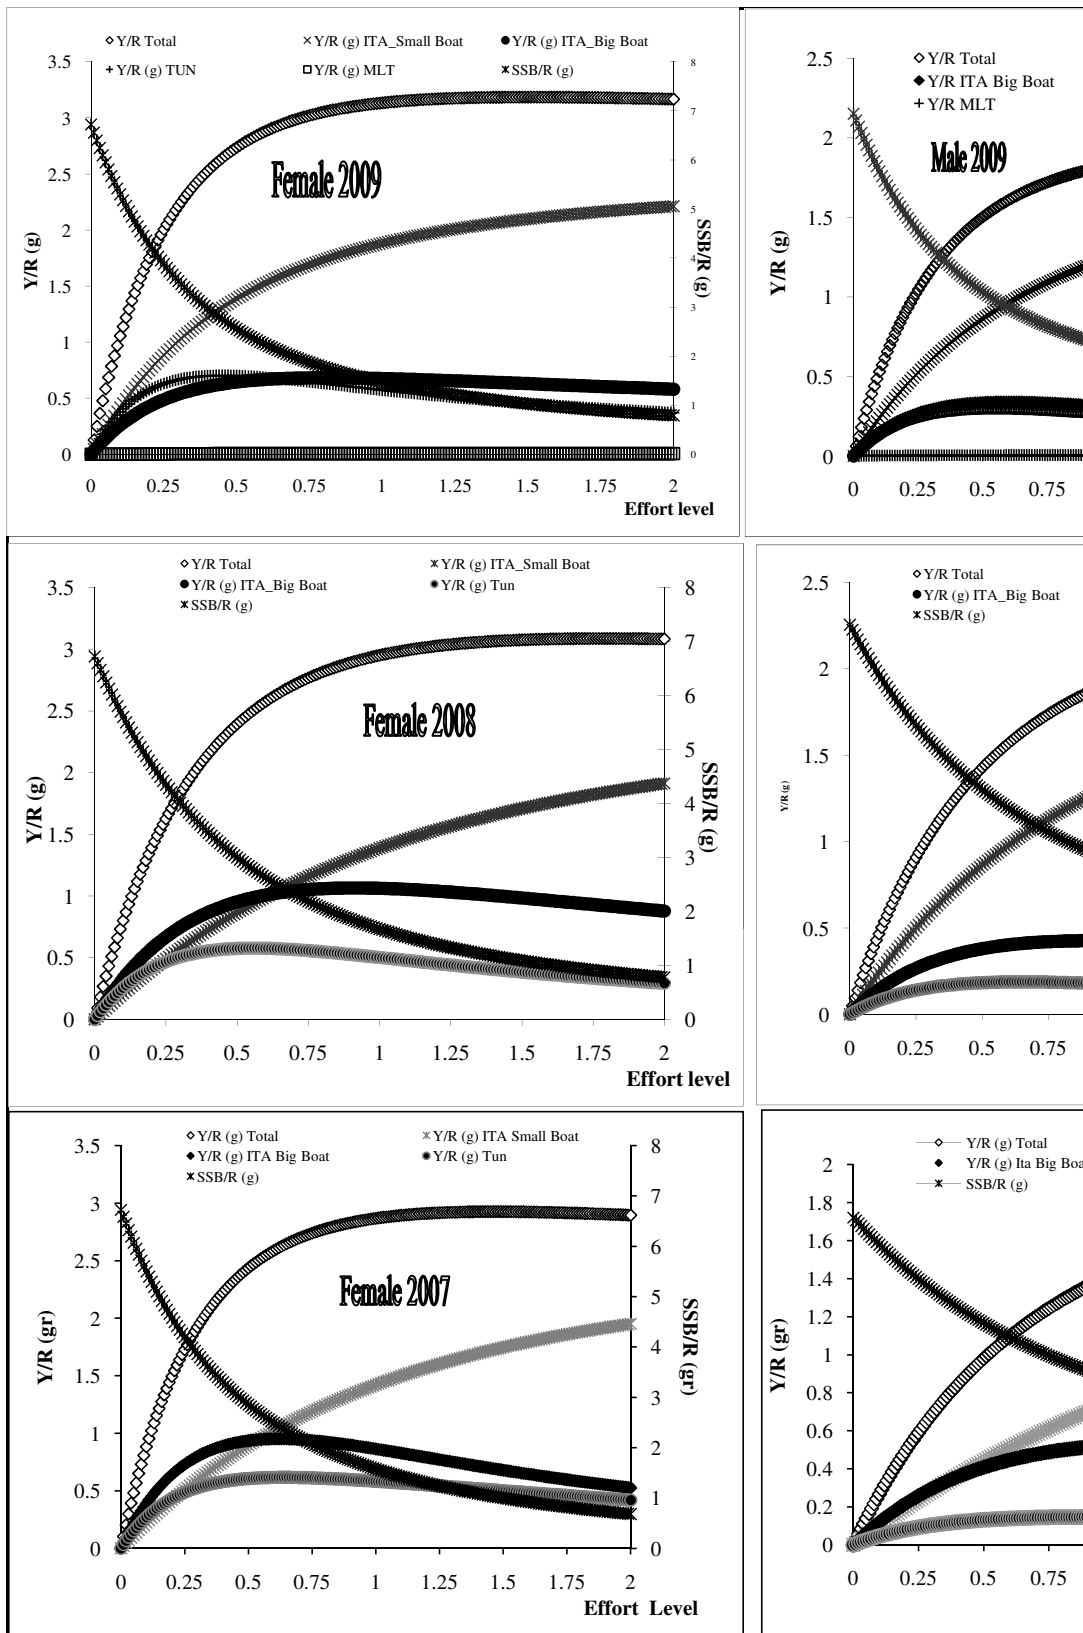 Y/R Total
Y/R (g) ITA_Small Boat
Y/R (g) ITA_Big Boat
Y/R (g) TUN
Y/R (g) MLT
SSB/R (g)
3.5
3
2.5
2
1.5
1
0.5
0
Y/R (g)
Female 2009
8
7
6
5
4
3
2
1
0
SSB/R (g)
0 0.25 0.5 0.75 1 1.25 1.5 1.75 2
Effort level
Y/R Total
Y/R ITA Big Boat
Y/R MLT
2.5
2
1.5
1
0.5
0
Y/R (g)
Male 2009
0 0.25 0.5 0.75
Y/R Total
Y/R (g) ITA_Small Boat
Y/R (g) ITA_Big Boat
Y/R (g) Tun
SSB/R (g)
3.5
3
2.5
2
1.5
1
0.5
0
Y/R (g)
Female 2008
8
7
6
5
4
3
2
1
0
SSB/R (g)
0 0.25 0.5 0.75 1 1.25 1.5 1.75 2
Effort level
Y/R Total
Y/R (g) ITA_Big Boat
SSB/R (g)
2.5
2
1.5
1
0.5
0
Y/R (g)
0 0.25 0.5 0.75
Y/R (g) Total
Y/R (g) ITA Small Boat
Y/R (g) ITA Big Boat
Y/R (g) Tun
SSB/R (g)
3.5
3
2.5
2
1.5
1
0.5
0
Y/R (gr)
Female 2007
8
7
6
5
4
3
2
1
0
SSB/R (gr)
0 0.25 0.5 0.75 1 1.25 1.5 1.75 2
Effort Level
Y/R (g) Total
Y/R (g) Ita Big Boa
SSB/R (g)
2
1.8
1.6
1.4
1.2
1
0.8
0.6
0.4
0.2
0
Y/R (gr)
0 0.25 0.5 0.75